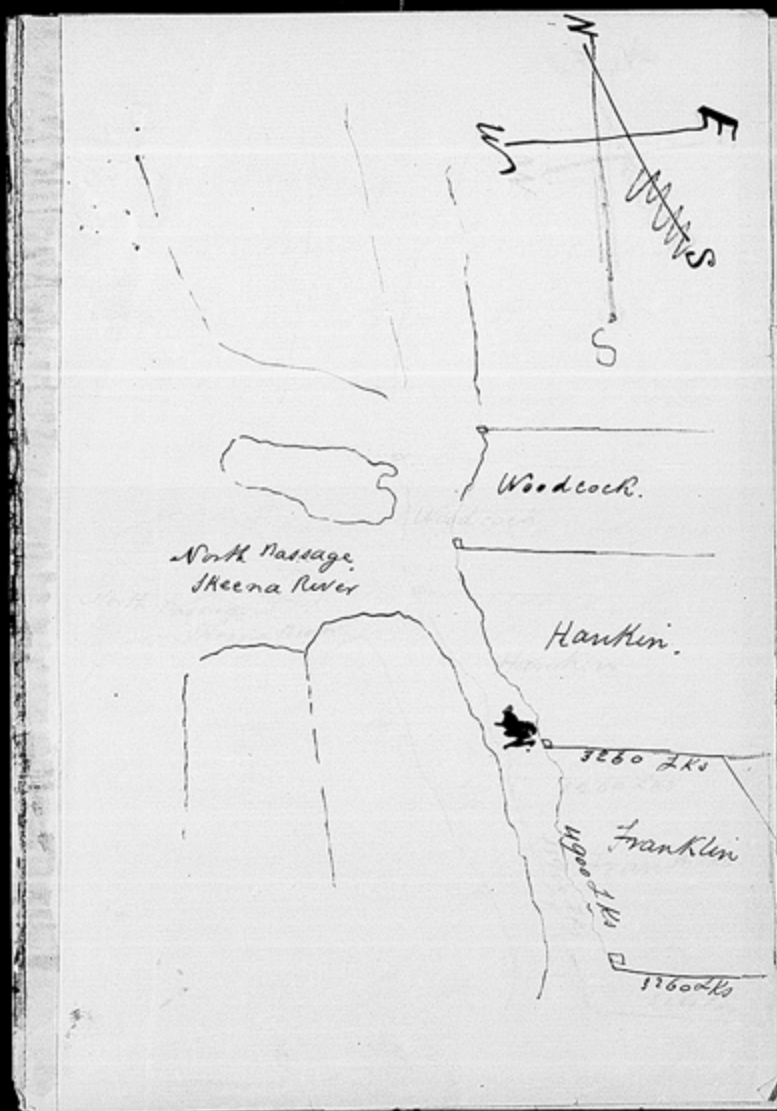 N
W
E
S
S
Woodcock.
North Passage
Skeena River
Hankin.
3260 LKs
4900 LKs
Franklin
3260 LKs